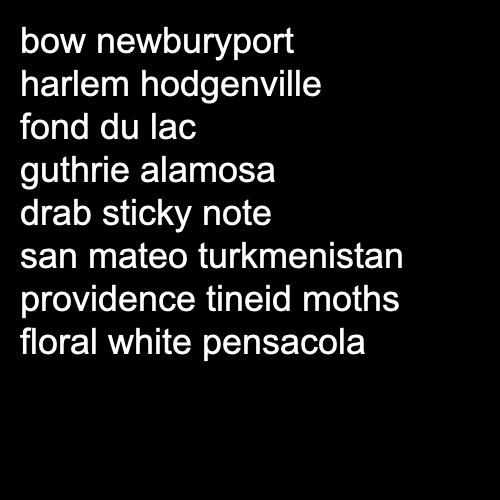 bow newburyport
harlem hodgenville
fond du lac
guthrie alamosa
drab sticky note
san mateo turkmenistan
providence tineid moths
floral white pensacola